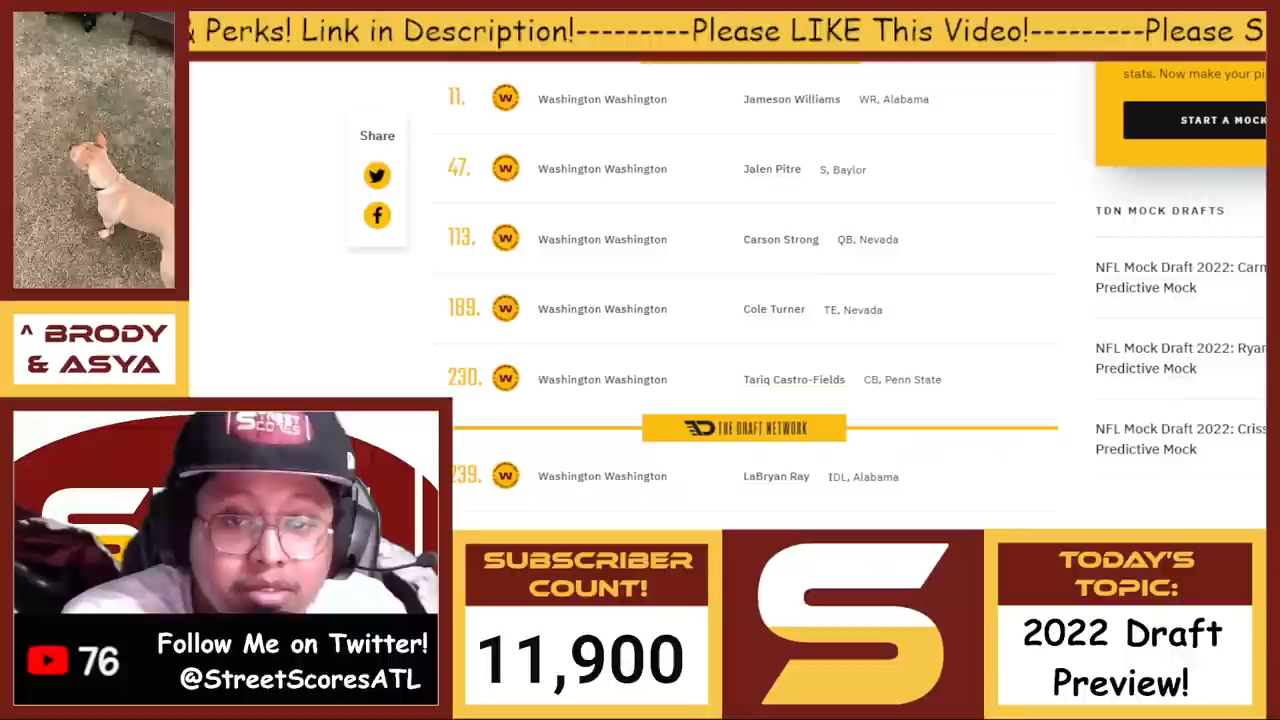 & Perks! Link in Description!---------Please LIKE This Video!---------Please S
stats. Now make your pi
START A MOCK
Share
11. W Washington Washington Jameson Williams WR, Alabama
47. W Washington Washington Jalen Pitre S, Baylor
113. W Washington Washington Carson Strong QB, Nevada
189. W Washington Washington Cole Turner TE, Nevada
230. W Washington Washington Tariq Castro-Fields CB, Penn State
THE DRAFT NETWORK
239. W Washington Washington LaBryan Ray IDL, Alabama
TDN MOCK DRAFTS
NFL Mock Draft 2022: Carm
Predictive Mock
NFL Mock Draft 2022: Ryan
Predictive Mock
NFL Mock Draft 2022: Criss
Predictive Mock
^ BRODY
& ASYA
STREET
SCORES
76
Follow Me on Twitter!
@StreetScoresATL
SUBSCRIBER
COUNT!
11,900
S
TODAY'S
TOPIC:
2022 Draft
Preview!